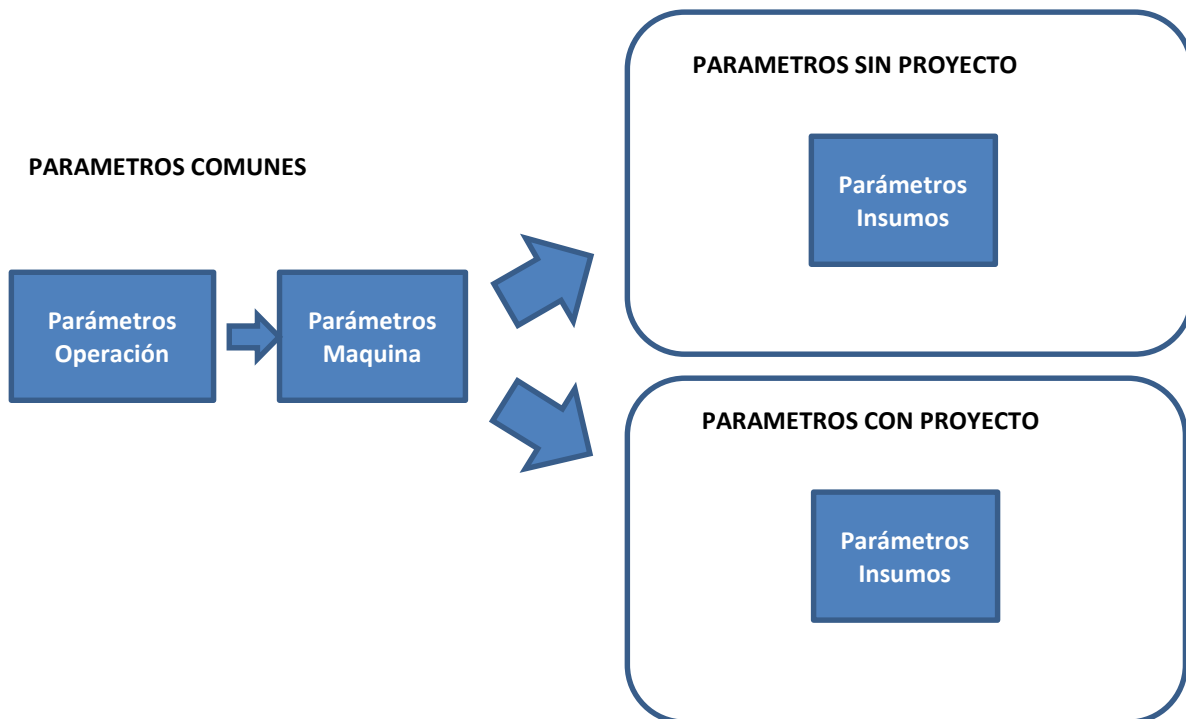 PARAMETROS COMUNES
Parámetros
Operación
Parámetros
Maquina
PARAMETROS SIN PROYECTO
Parámetros
Insumos
PARAMETROS CON PROYECTO
Parámetros
Insumos